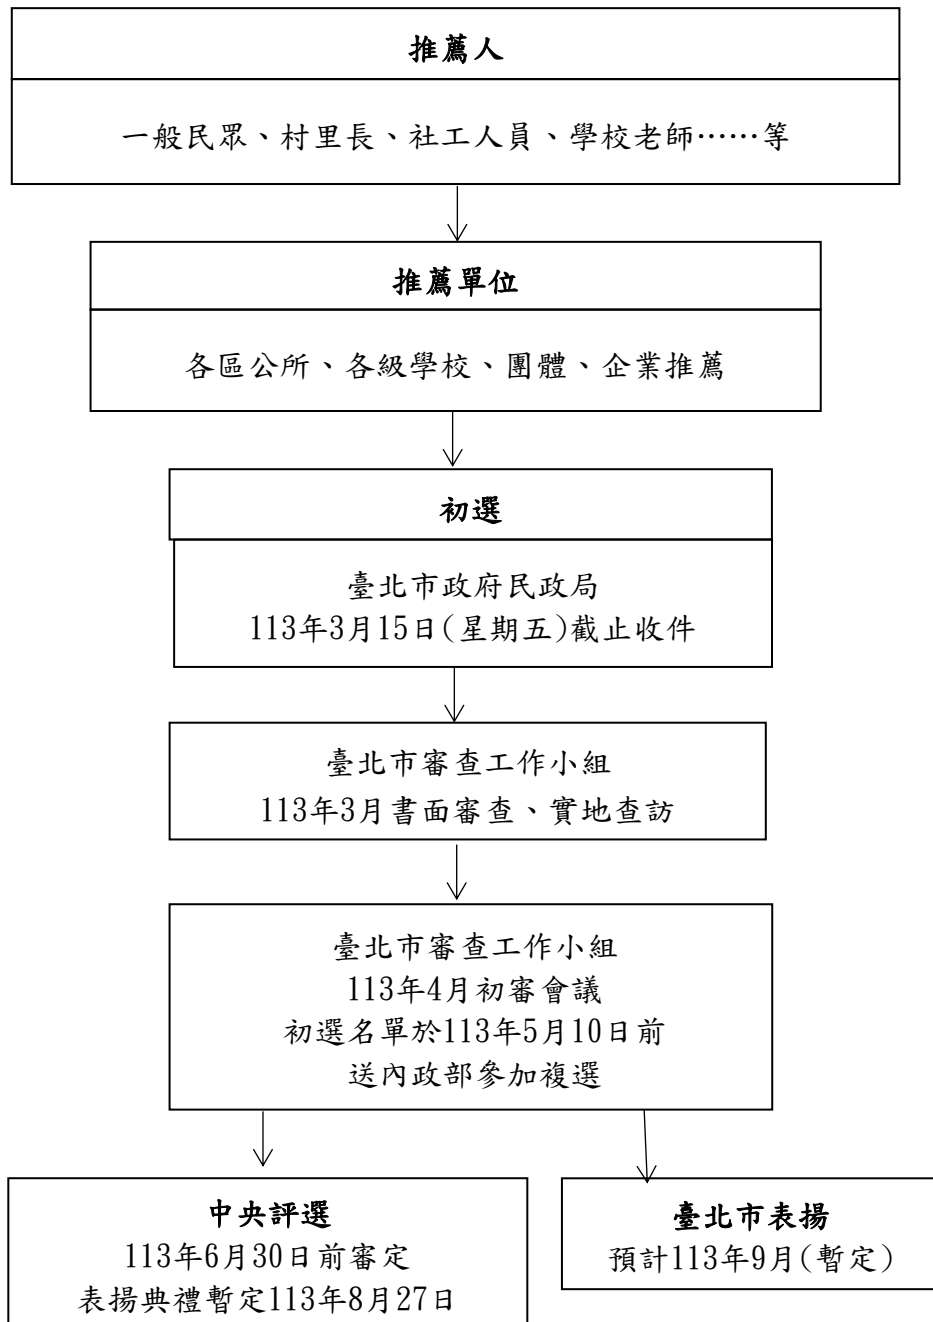 推薦人
一般民眾、村里長、社工人員、學校老師……等
推薦單位
各區公所、各級學校、團體、企業推薦
初選
臺北市政府民政局
113年3月15日(星期五)截止收件
臺北市審查工作小組
113年3月書面審查、實地查訪
臺北市審查工作小組
113年4月初審會議
初選名單於113年5月10日前
送內政部參加複選
中央評選
113年6月30日前審定
表揚典禮暫定113年8月27日
臺北市表揚
預計113年9月(暫定)